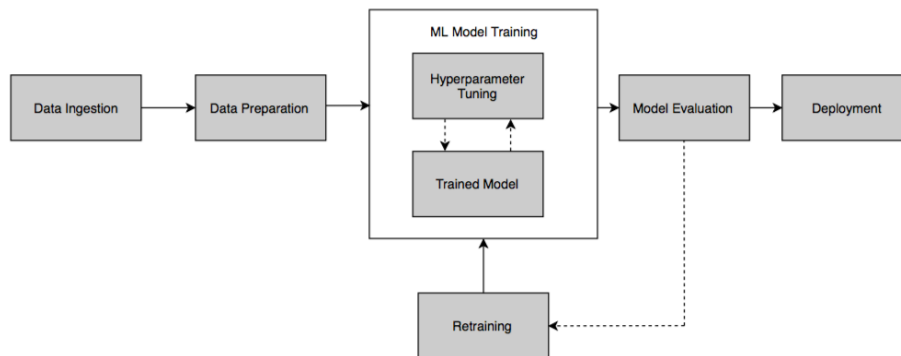 ML Model Training
Hyperparameter
Tuning
Data Ingestion
Data Preparation
Model Evaluation
Deployment
Trained Model
Retraining